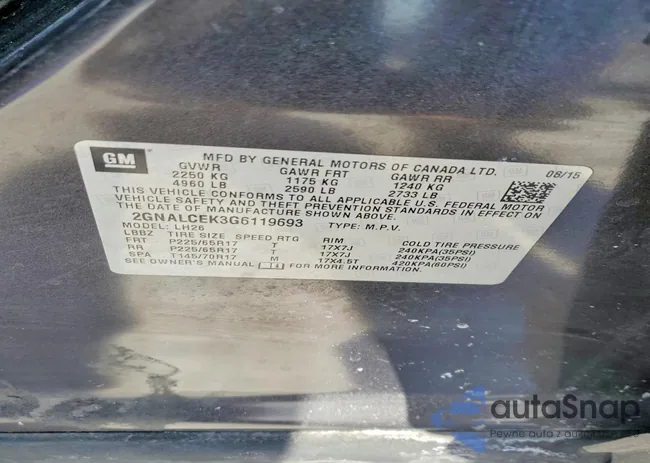 GM
MFD BY GENERAL MOTORS OF CANADA LTD. 08/15
GVWR GAWR FRT GAWR RR
2250 KG 1175 KG 1240 KG
4960 LB 2590 LB 2733 LB
THIS VEHICLE CONFORMS TO ALL APPLICABLE U.S. FEDERAL MOTOR
VEHICLE SAFETY AND THEFT PREVENTION STANDARDS IN EFFECT ON
THE DATE OF MANUFACTURE SHOWN ABOVE.
2GNALCEK3G6119693 TYPE: M.P.V.
MODEL: LH26
LBBZ TIRE SIZE SPEED RTG RIM COLD TIRE PRESSURE
FRT P225/65R17 T 17X7J 240KPA(35PSI)
RR P225/65R17 T 17X7J 240KPA(35PSI)
SPA T145/70R17 M 17X4.5T 420KPA(60PSI)
SEE OWNER'S MANUAL FOR MORE INFORMATION.
autaSnap
Pewne auta z